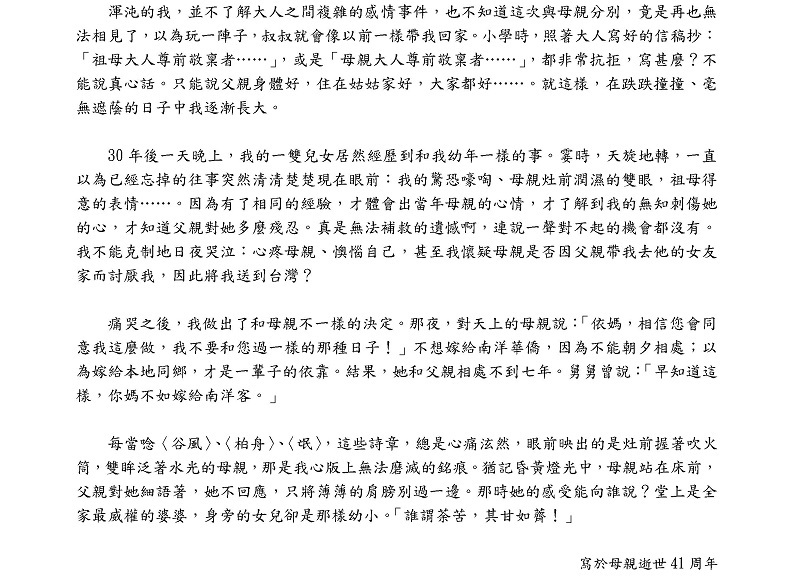 渾沌的我，並不了解大人之間複雜的感情事件，也不知道這次與母親分別，竟是再也無
法相見了，以為玩一陣子，叔叔就會像以前一樣帶我回家。小學時，照著大人寫好的信稿抄：
「祖母大人尊前敬稟者……」，或是「母親大人尊前敬稟者……」，都非常抗拒，寫甚麼？不
能說真心話。只能說父親身體好，住在姑姑家好，大家都好……。就這樣，在跌跌撞撞、毫
無遮蔭的日子中我逐漸長大。
30 年後一天晚上，我的一雙兒女居然經歷到和我幼年一樣的事。霎時，天旋地轉，一直
以為已經忘掉的往事突然清清楚楚現在眼前：我的驚恐嚎啕、母親灶前潤濕的雙眼，祖母得
意的表情……。因為有了相同的經驗，才體會出當年母親的心情，才了解到我的無知刺傷她
的心，才知道父親對她多麼殘忍。真是無法補救的遺憾啊，連說一聲對不起的機會都沒有。
我不能克制地日夜哭泣：心疼母親、懊惱自己，甚至我懷疑母親是否因父親帶我去他的女友
家而討厭我，因此將我送到台灣？
痛哭之後，我做出了和母親不一樣的決定。那夜，對天上的母親說：「依媽，相信您會同
意我這麼做，我不要和您過一樣的那種日子！」不想嫁給南洋華僑，因為不能朝夕相處；以
為嫁給本地同鄉，才是一輩子的依靠。結果，她和父親相處不到七年。舅舅曾說：「早知道這
樣，你媽不如嫁給南洋客。」
每當唸〈谷風〉、〈柏舟〉、〈氓〉，這些詩章，總是心痛泫然，眼前映出的是灶前握著吹火
筒，雙眸泛著水光的母親，那是我心版上無法磨滅的銘痕。猶記昏黃燈光中，母親站在床前，
父親對她細語著，她不回應，只將薄薄的肩膀別過一邊。那時她的感受能向誰說？堂上是全
家最威權的婆婆，身旁的女兒卻是那樣幼小。「誰謂荼苦，其甘如薺！」
寫於母親逝世 41 周年